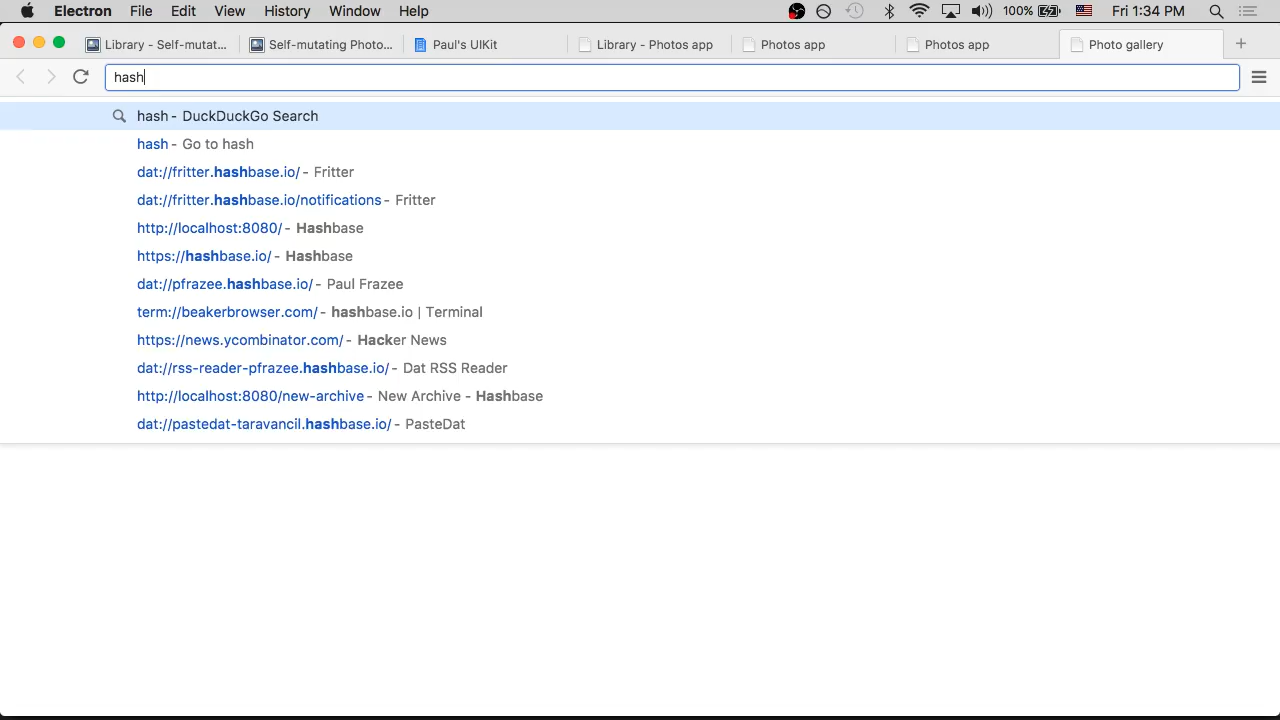 Electron File Edit View History Window Help 100% Fri 1:34 PM
Library - Self-mutat... Self-mutating Photo... Paul's UIKit Library - Photos app Photos app Photos app Photo gallery
hash
hash - DuckDuckGo Search
hash - Go to hash
dat://fritter.hashbase.io/ - Fritter
dat://fritter.hashbase.io/notifications - Fritter
http://localhost:8080/ - Hashbase
https://hashbase.io/ - Hashbase
dat://pfrazee.hashbase.io/ - Paul Frazee
term://beakerbrowser.com/ - hashbase.io | Terminal
https://news.ycombinator.com/ - Hacker News
dat://rss-reader-pfrazee.hashbase.io/ - Dat RSS Reader
http://localhost:8080/new-archive - New Archive - Hashbase
dat://pastedat-taravancil.hashbase.io/ - PasteDat